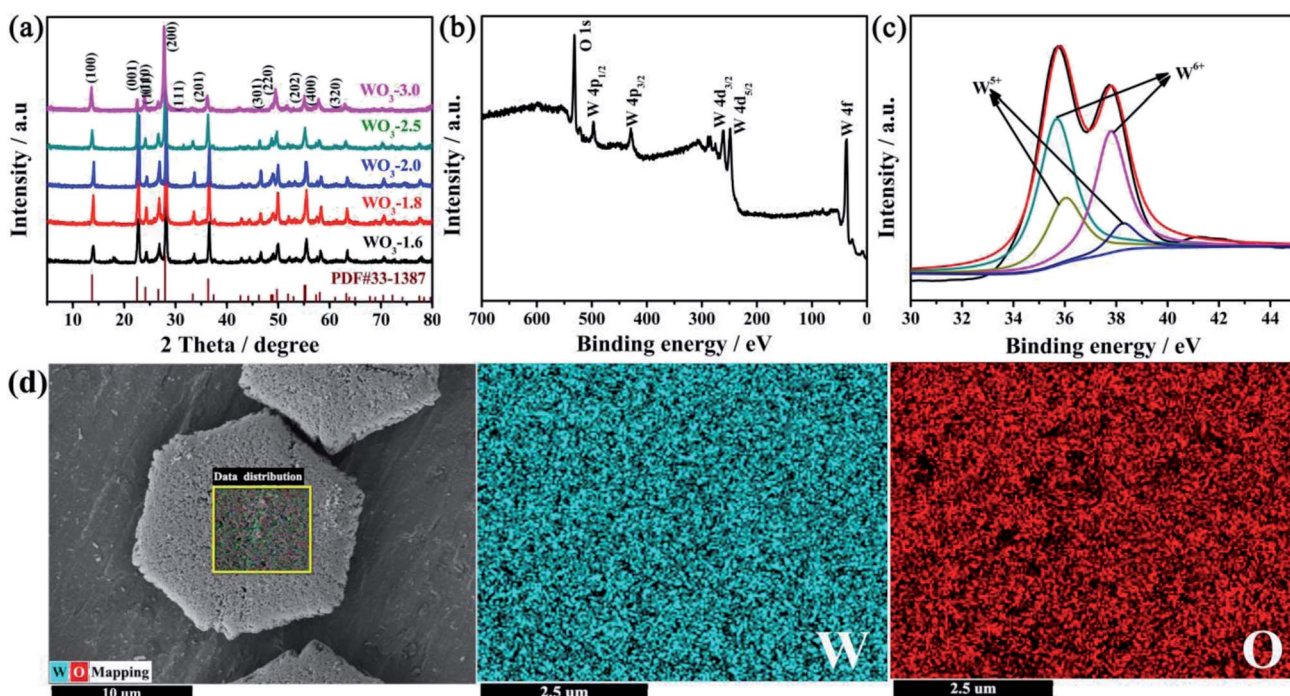 (a)
Intensity / a.u
(100)
(001)
(200)
(111)
(201)
(301)
(220)
(202)
(400)
(320)
WO₃-3.0
WO₃-2.5
WO₃-2.0
WO₃-1.8
WO₃-1.6
PDF#33-1387
10 20 30 40 50 60 70 80
2 Theta / degree
(b)
Intensity / a.u.
O 1s
W 4p1/2
W 4p3/2
W 4d3/2
W 4d5/2
W 4f
700 600 500 400 300 200 100 0
Binding energy / eV
(c)
Intensity / a.u.
W⁵⁺
W⁶⁺
30 32 34 36 38 40 42 44
Binding energy / eV
(d)
Data distribution
W O Mapping
10 μm
W
2.5 μm
O
2.5 μm